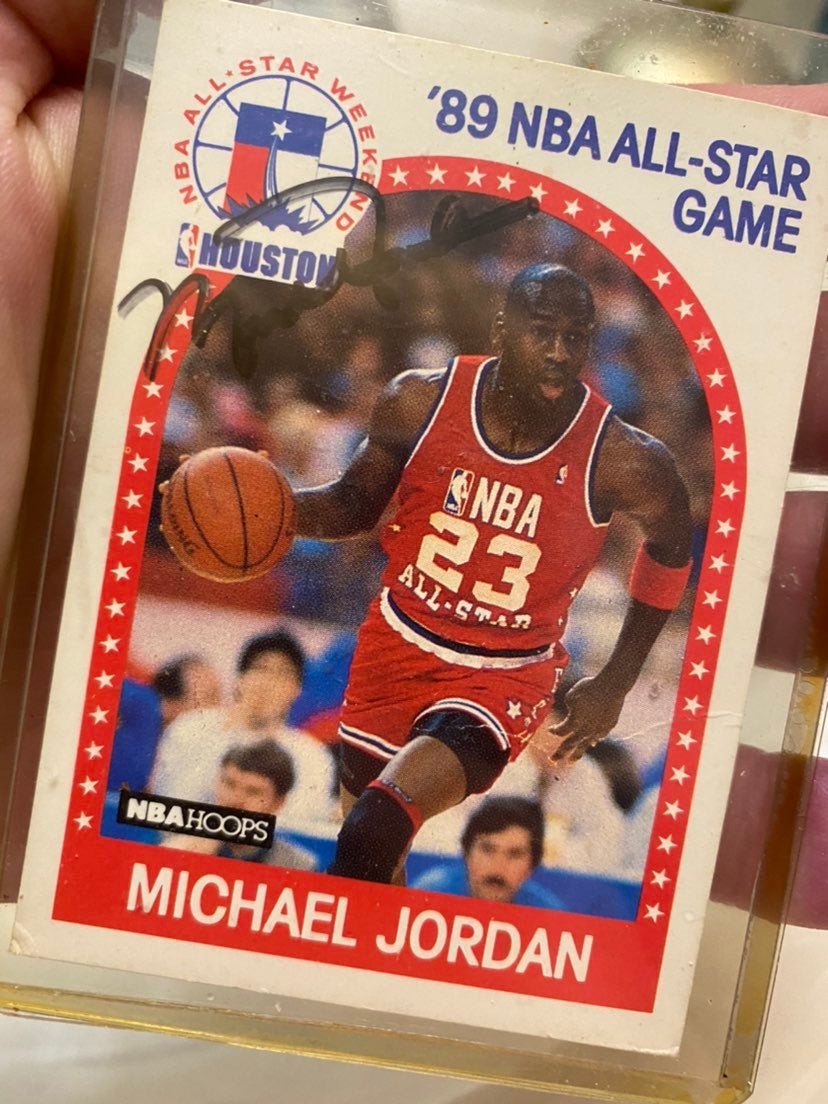 NBA ALL★STAR WEEKEND
'89 NBA ALL-STAR
GAME
HOUSTON
NBA
23
ALL-STAR
NBA HOOPS
MICHAEL JORDAN